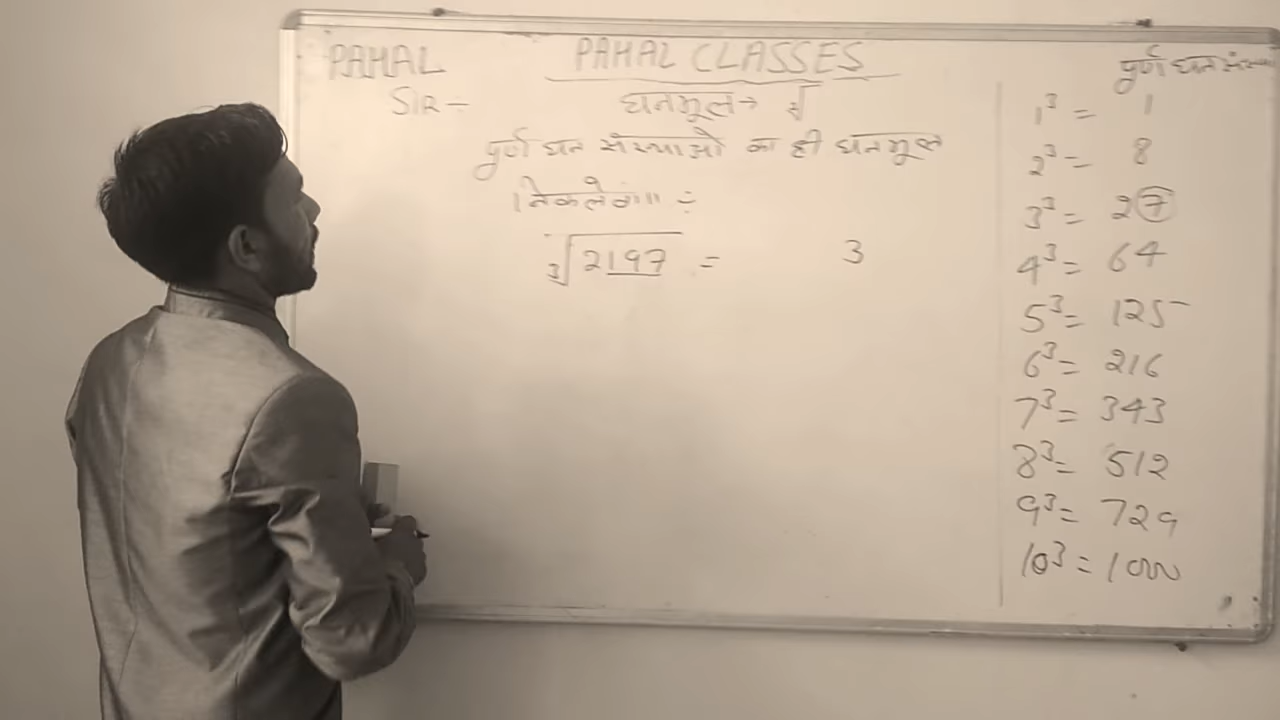 PAHAL
PAHAL CLASSES
SIR –
घनमूल → ∛
पुर्ण घन संख्याओ का ही घनमूल
निकलेगा ÷
∛2197 = 3
पुर्ण घन संख्या
1³ = 1
2³ = 8
3³ = 27
4³ = 64
5³ = 125
6³ = 216
7³ = 343
8³ = 512
9³ = 729
10³ = 1000